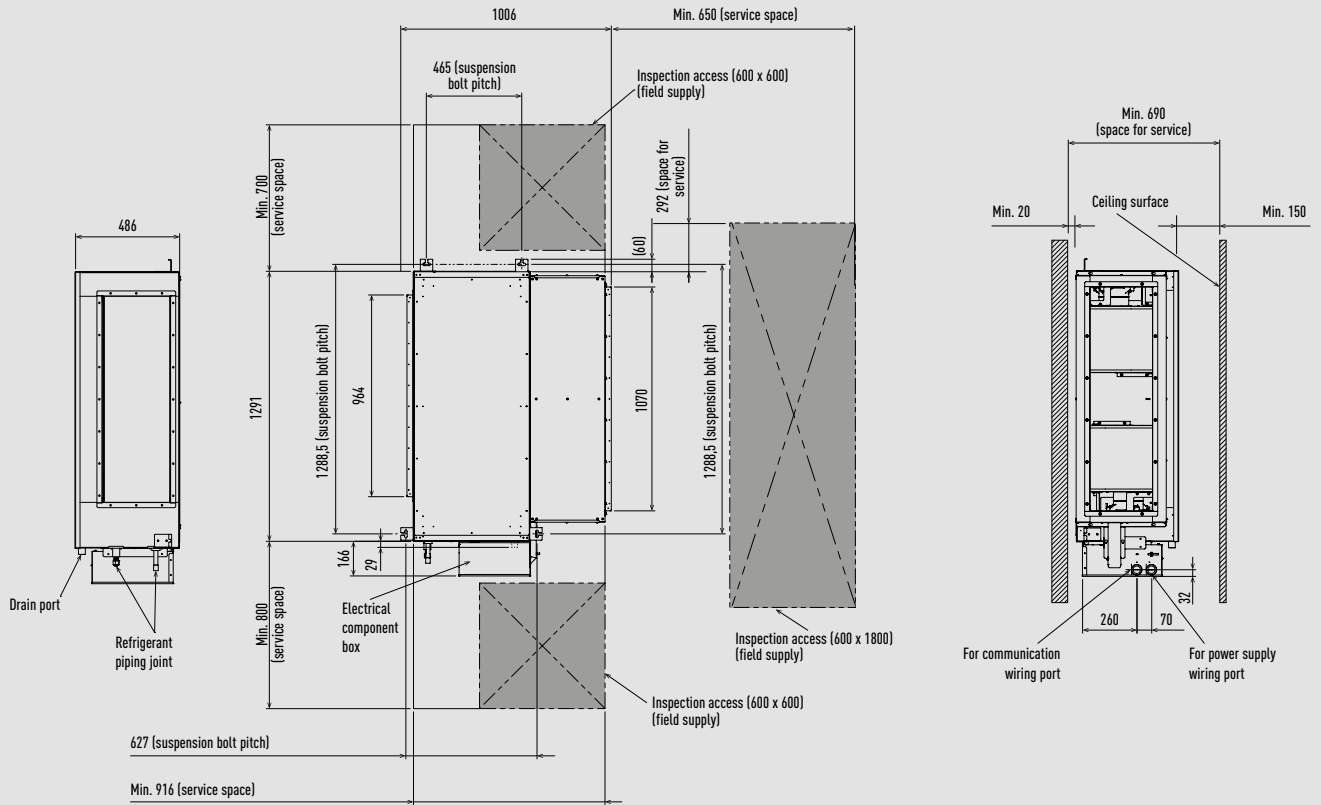 1006
Min. 650 (service space)
465 (suspension
bolt pitch)
Inspection access (600 x 600)
(field supply)
Min. 700
(service space)
292 (space for
service)
(60)
Min. 690
(space for service)
Min. 20
Ceiling surface
Min. 150
486
1291
1288,5 (suspension bolt pitch)
964
1070
1288,5 (suspension bolt pitch)
166
29
Drain port
Refrigerant
piping joint
Min. 800
(service space)
Electrical
component
box
Inspection access (600 x 1800)
(field supply)
Inspection access (600 x 600)
(field supply)
627 (suspension bolt pitch)
Min. 916 (service space)
32
260
70
For communication
wiring port
For power supply
wiring port